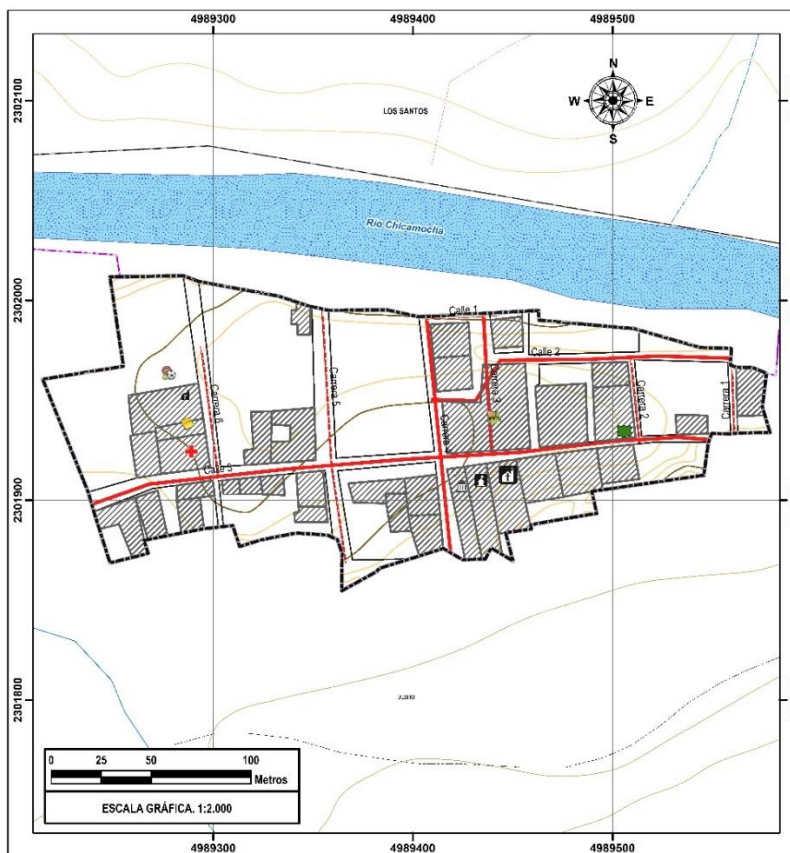 4989300
4989400
4989500
2302100
2302000
2301900
2301800
N
W
E
S
LOS SANTOS
Río Chicamocha
Calle 1
Calle 2
Carrera 6
Carrera 5
Carrera
Carrera 3
Carrera 2
Carrera 1
Calle 3
0 25 50 100
Metros
ESCALA GRÁFICA. 1:2.000
4989300
4989400
4989500